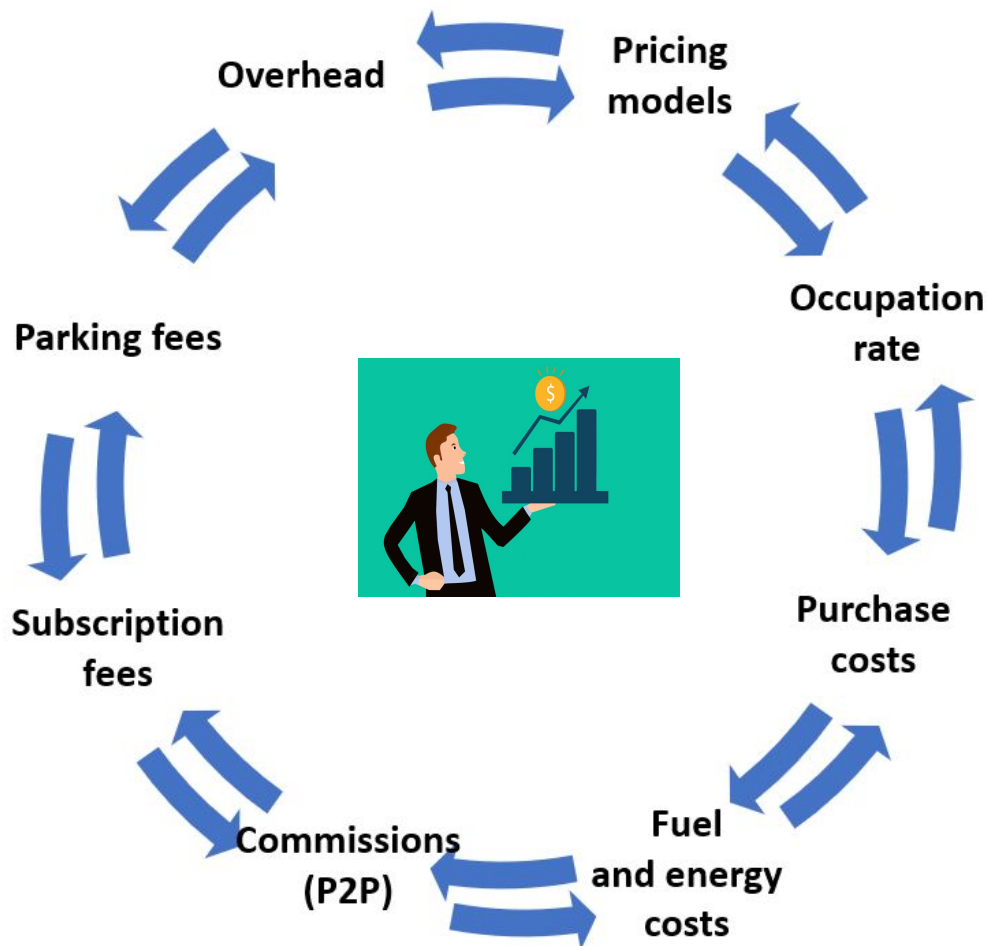 Overhead
Pricing
models
Occupation
rate
Purchase
costs
Fuel
and energy
costs
Commissions
(P2P)
Subscription
fees
Parking fees
$